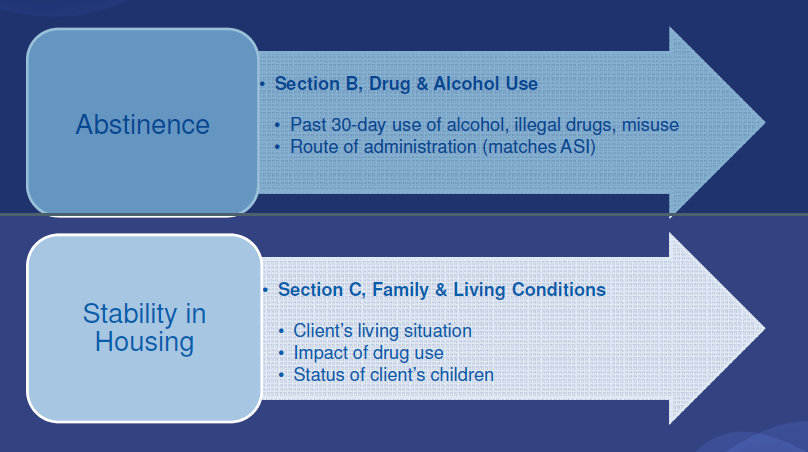 Abstinence
• Section B, Drug & Alcohol Use
• Past 30-day use of alcohol, illegal drugs, misuse
• Route of administration (matches ASI)
Stability in
Housing
• Section C, Family & Living Conditions
• Client’s living situation
• Impact of drug use
• Status of client’s children